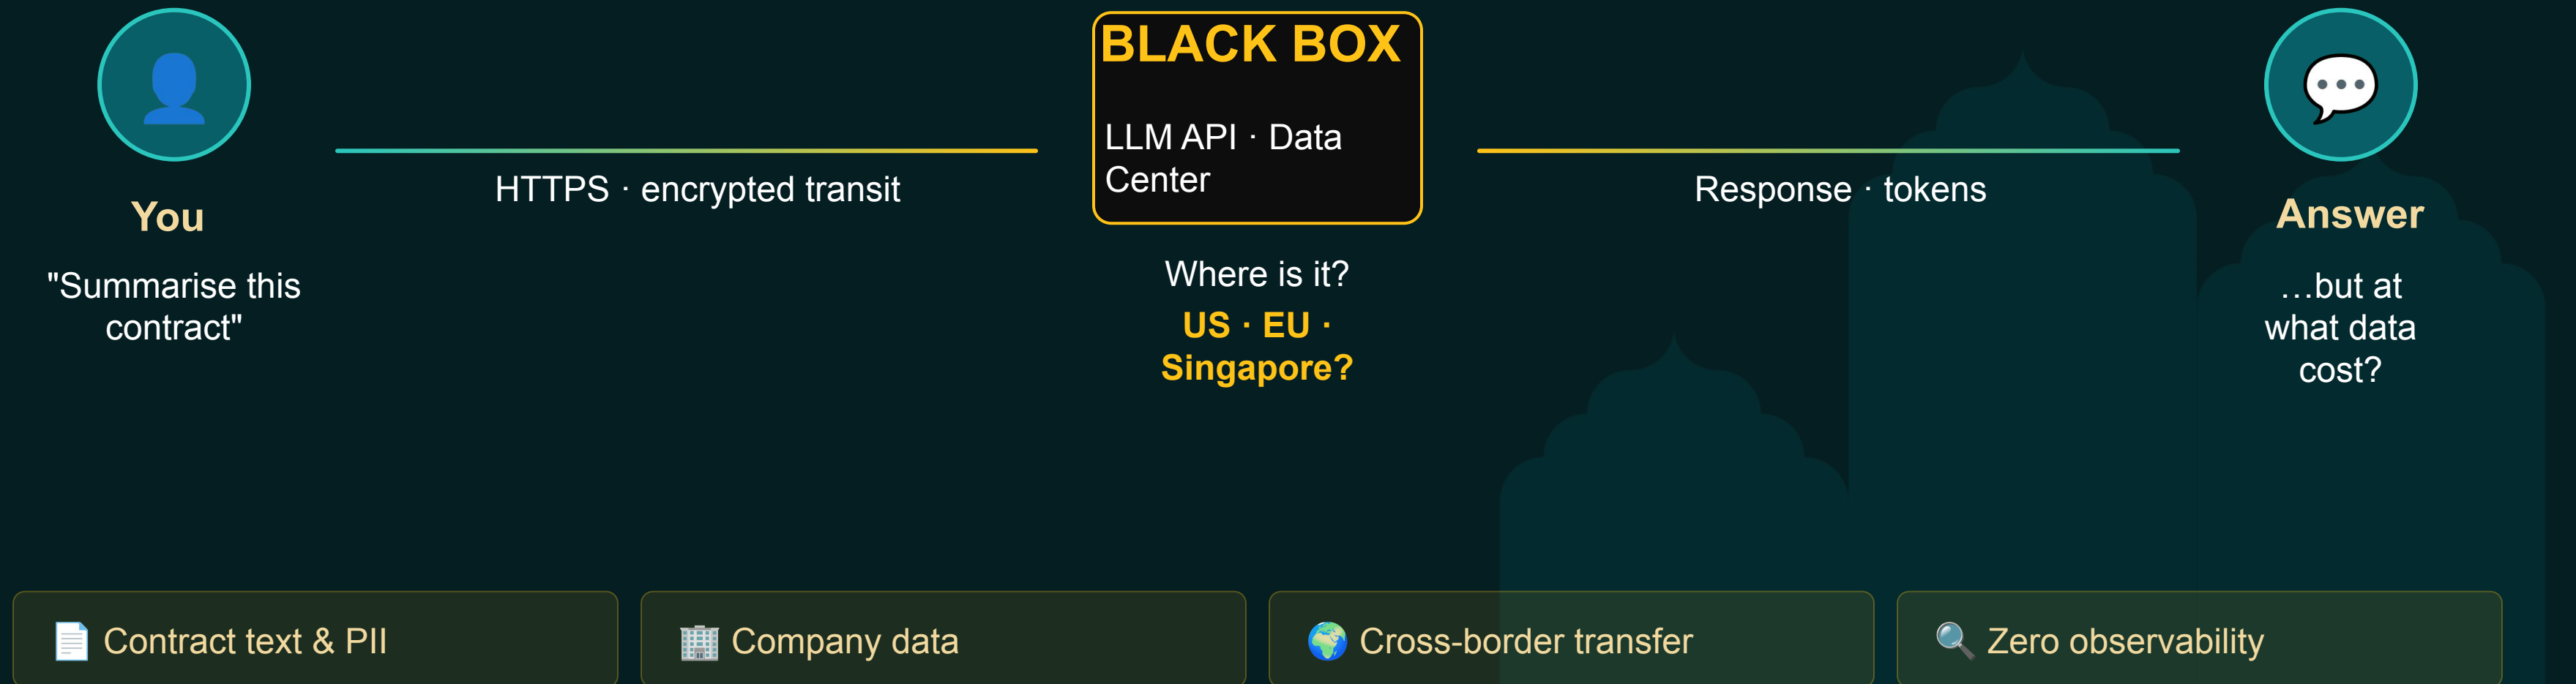 BLACK BOX
LLM API · Data
Center
HTTPS · encrypted transit
Response · tokens
You
Answer
"Summarise this
contract"
Where is it?
US · EU ·
Singapore?
…but at
what data
cost?
Contract text & PII
Company data
Cross-border transfer
Zero observability